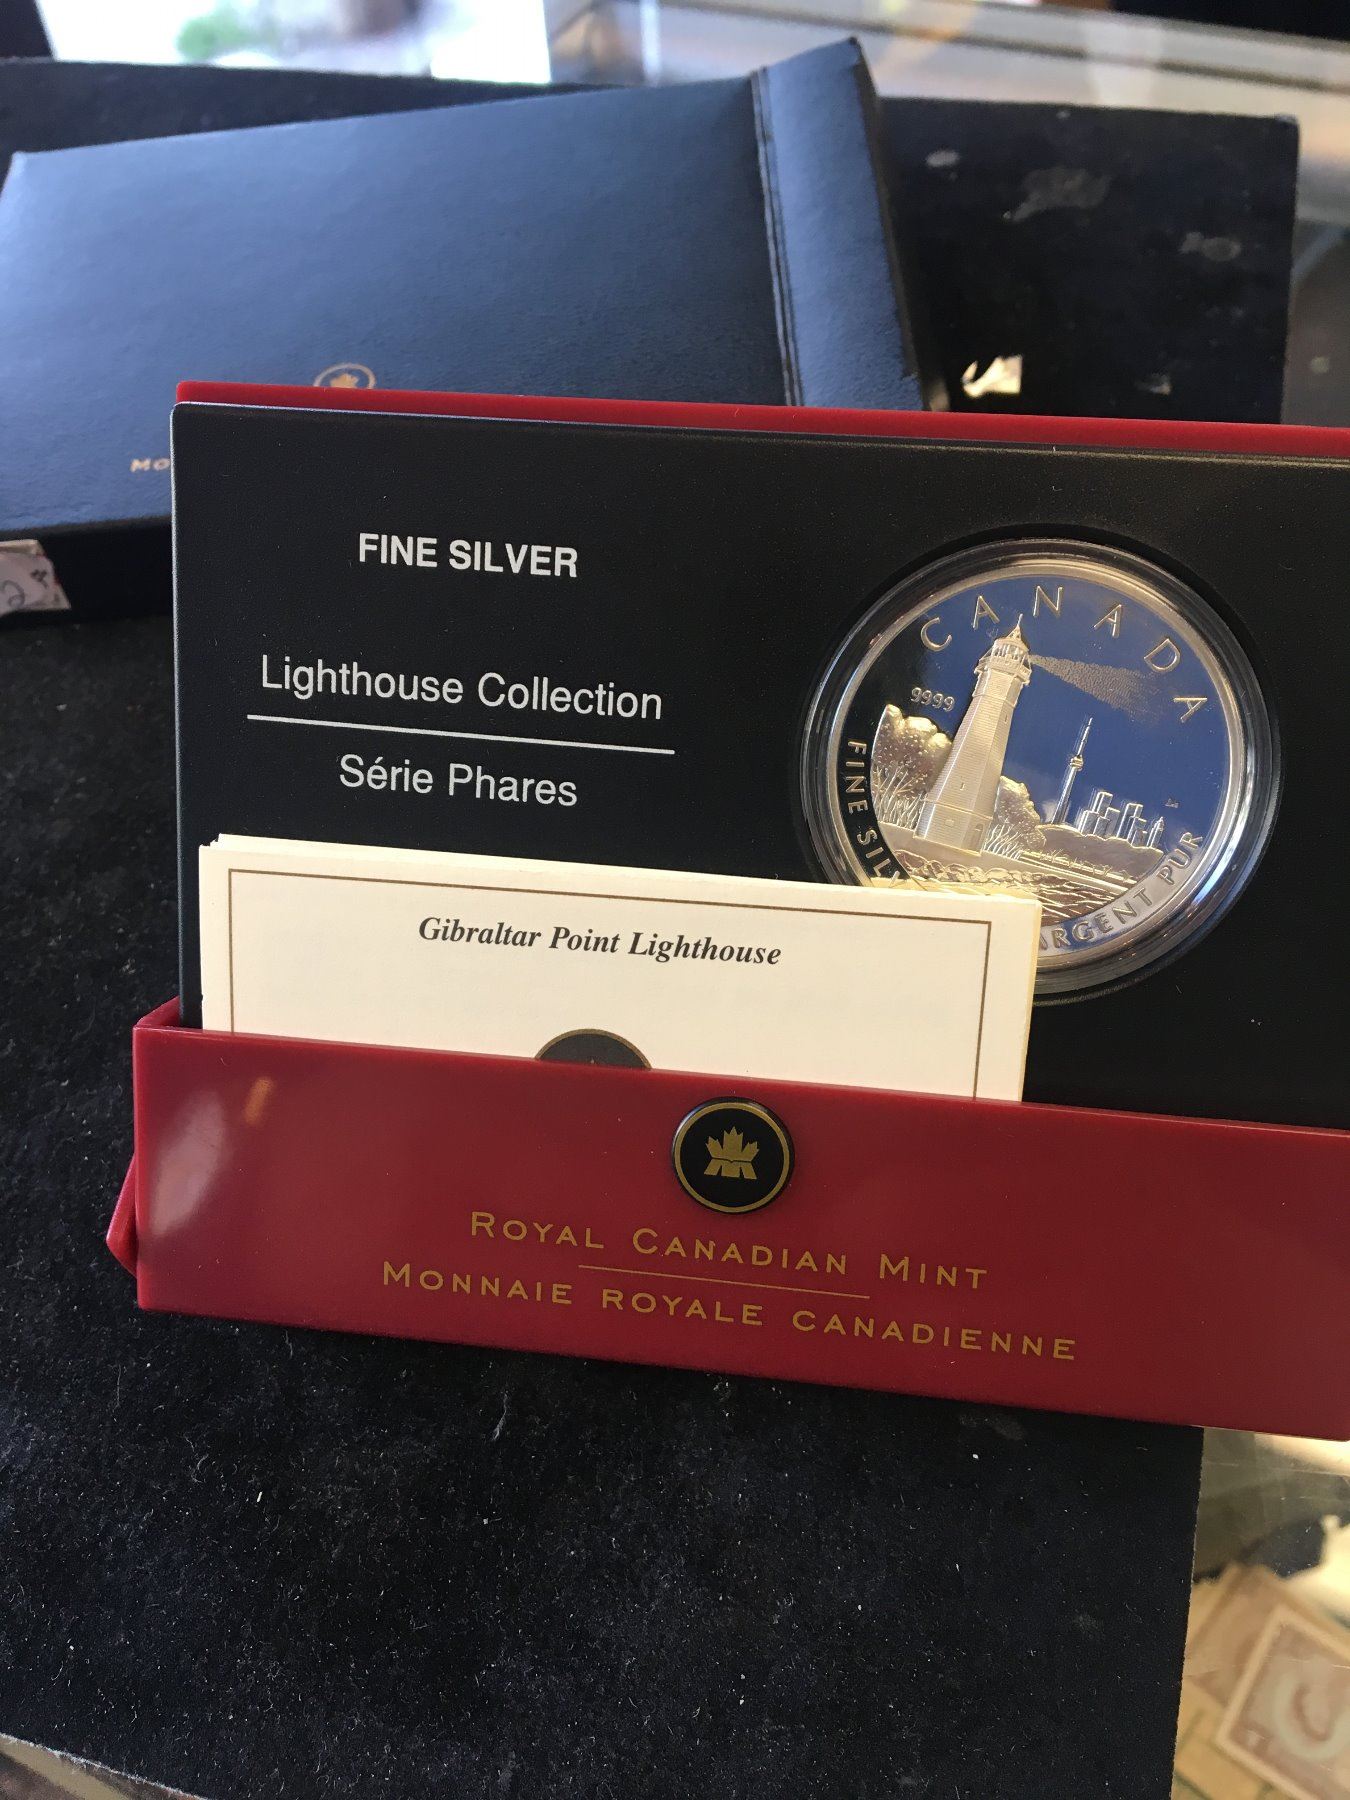 FINE SILVER
Lighthouse Collection
Série Phares
CANADA
9999
FINE
ARGENT PUR
Gibraltar Point Lighthouse
ROYAL CANADIAN MINT
MONNAIE ROYALE CANADIENNE